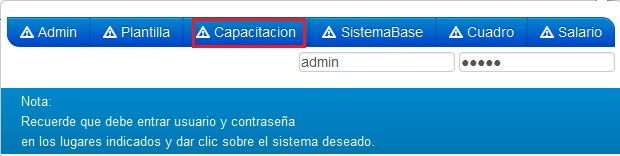 Admin Plantilla Capacitacion SistemaBase Cuadro Salario
admin •••••
Nota:
Recuerde que debe entrar usuario y contraseña
en los lugares indicados y dar clic sobre el sistema deseado.